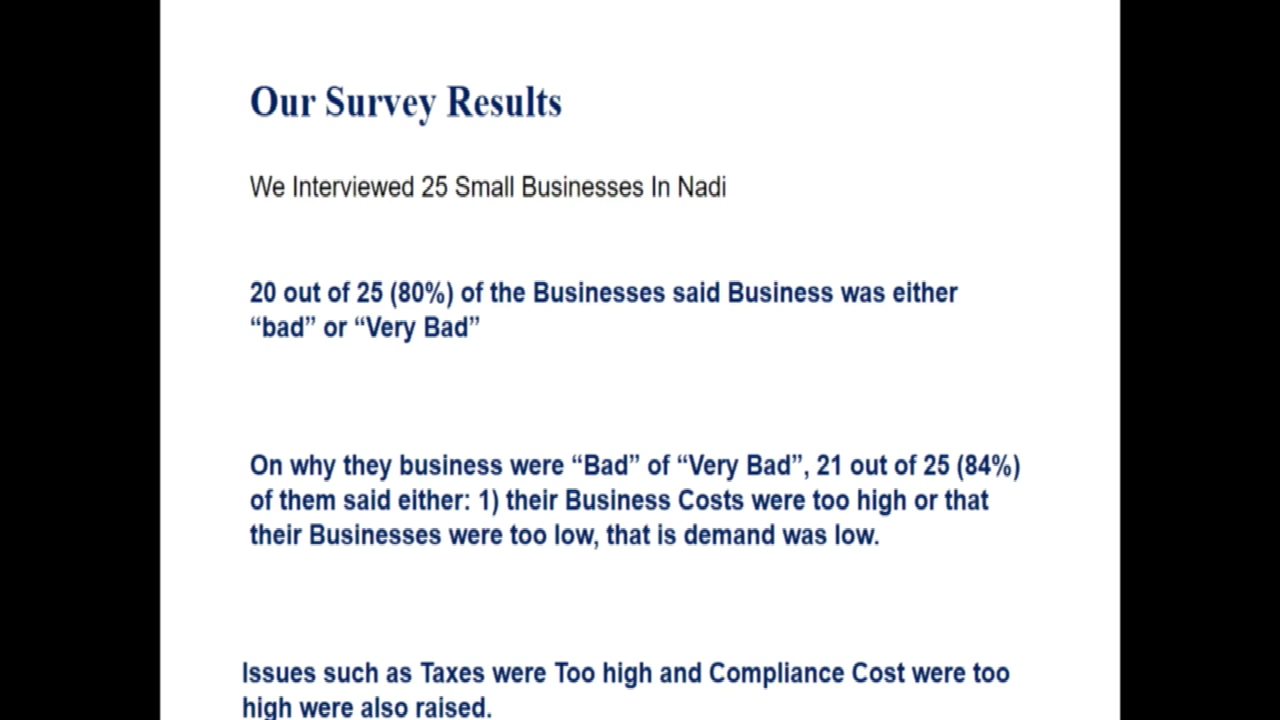 Our Survey Results
We Interviewed 25 Small Businesses In Nadi
20 out of 25 (80%) of the Businesses said Business was either
“bad” or “Very Bad”
On why they business were “Bad” of “Very Bad”, 21 out of 25 (84%)
of them said either: 1) their Business Costs were too high or that
their Businesses were too low, that is demand was low.
Issues such as Taxes were Too high and Compliance Cost were too
high were also raised.